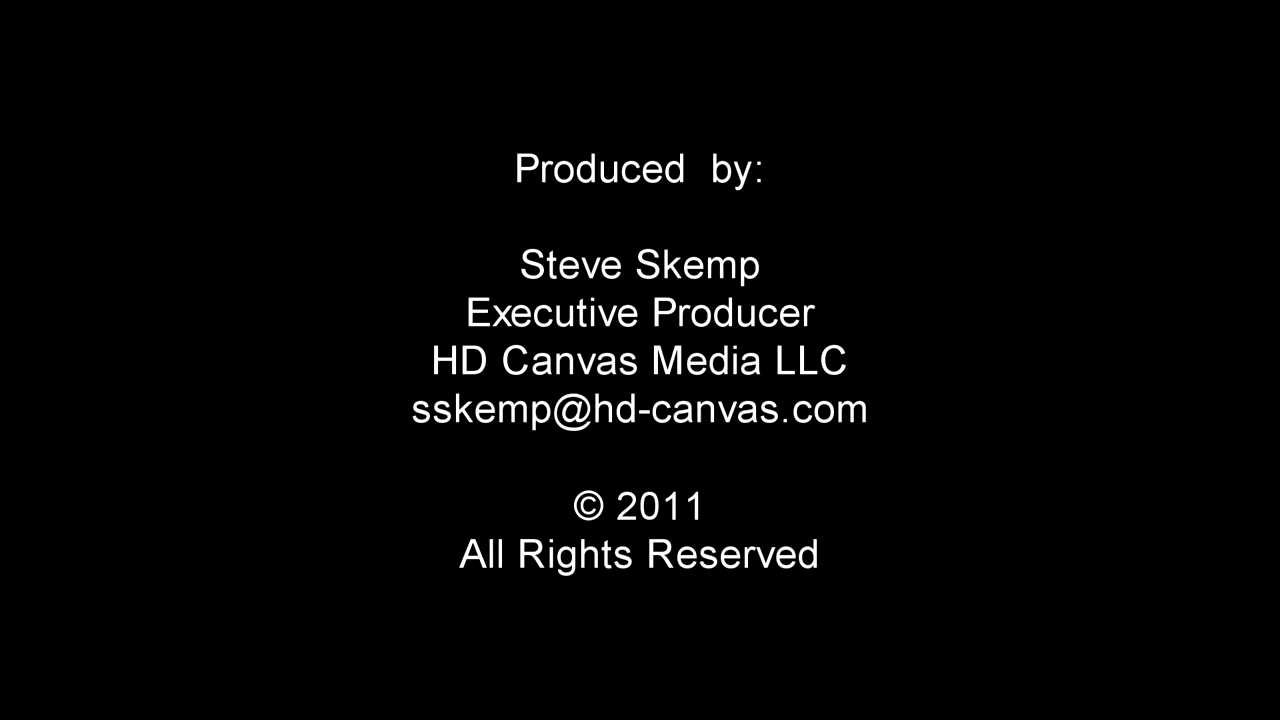 Produced  by:
Steve Skemp
Executive Producer
HD Canvas Media LLC
sskemp@hd-canvas.com
© 2011
All Rights Reserved